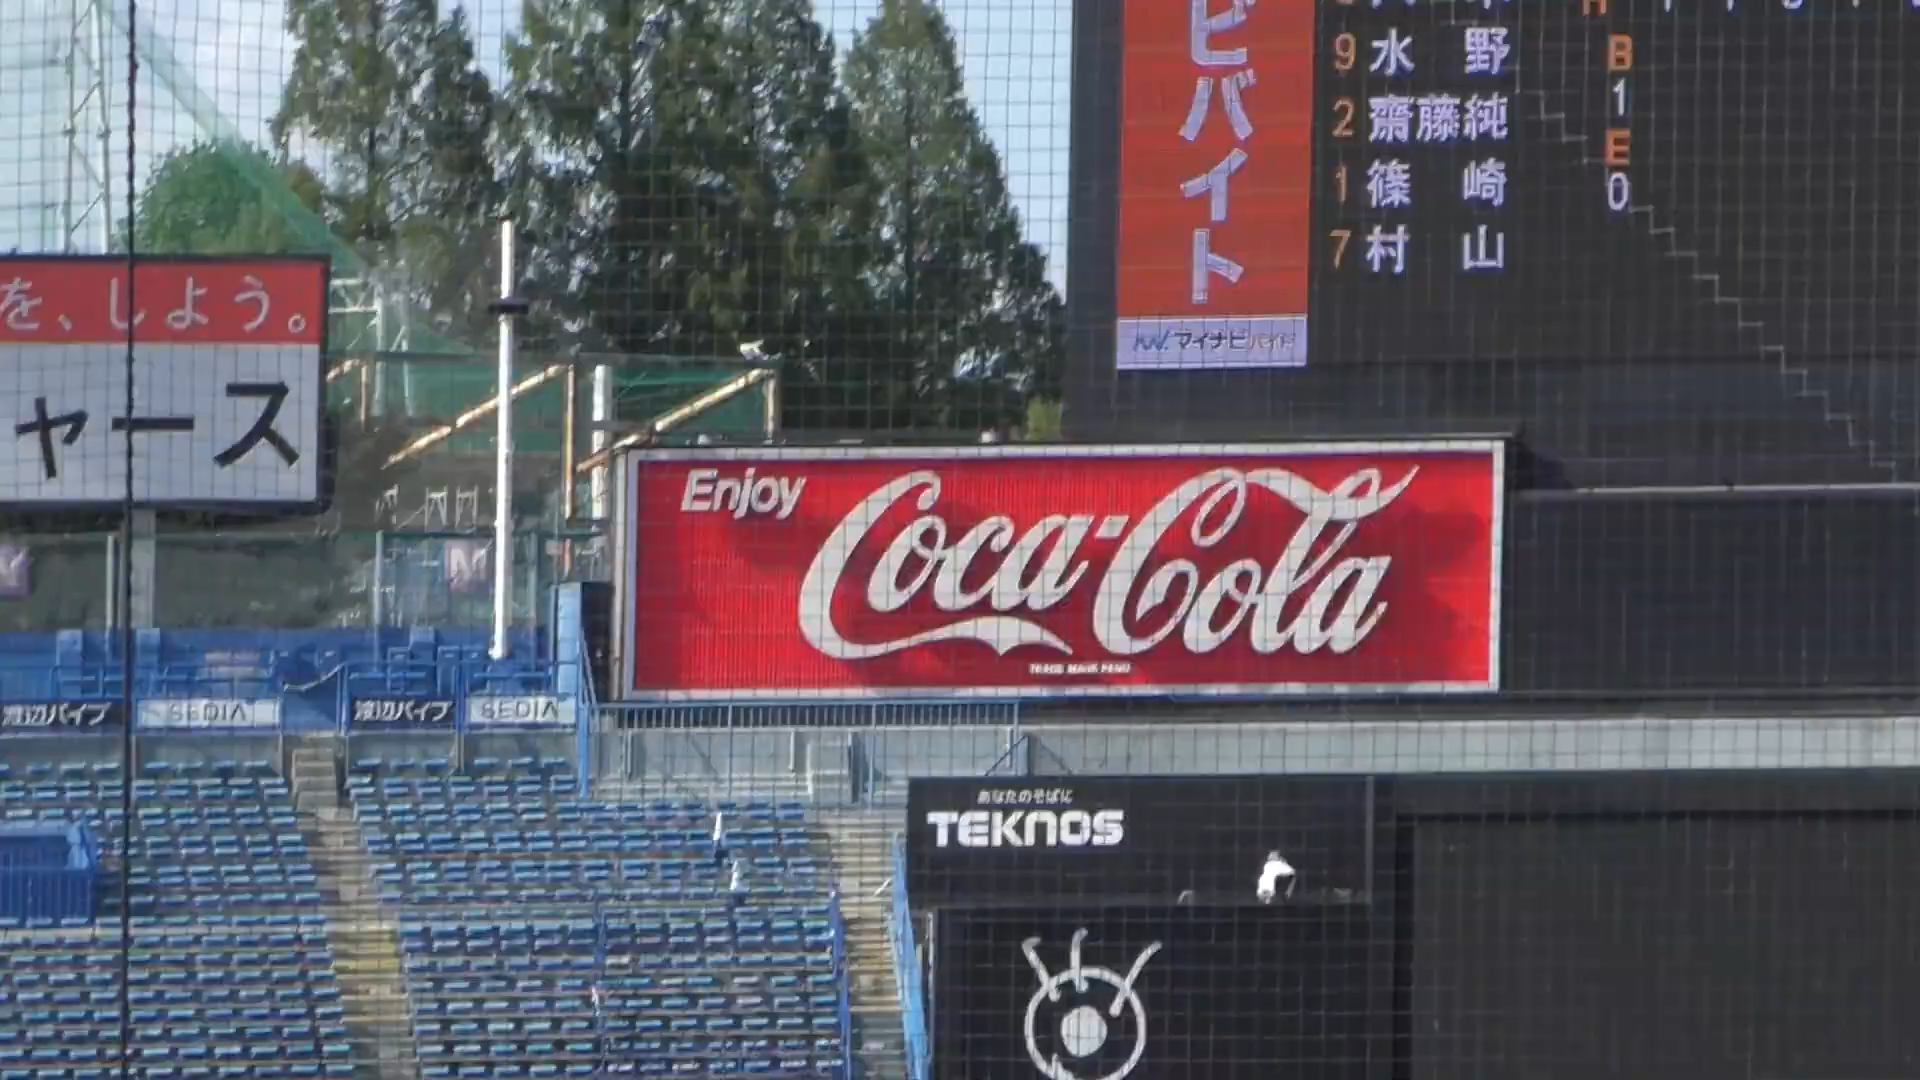 ビバイト
マイナビバイト
9 水野
2 齋藤純
1 篠崎
7 村山
H
B
1
E
0
を、しよう。
ャース
Enjoy
Coca-Cola
M
M
渡辺パイプ
SEDIA
渡辺パイプ
SEDIA
あなたのそばに
TEKNOS